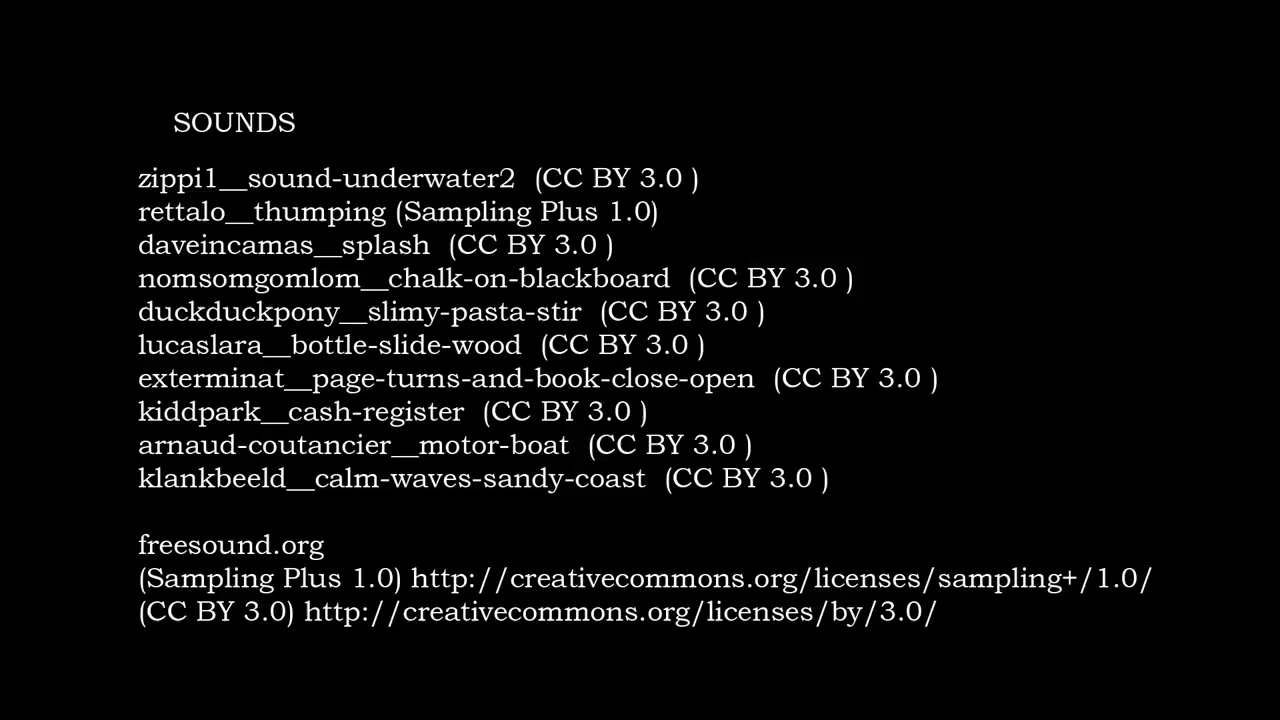 SOUNDS
zippi1__sound-underwater2  (CC BY 3.0 )
rettalo__thumping (Sampling Plus 1.0)
daveincamas__splash  (CC BY 3.0 )
nomsomgomlom__chalk-on-blackboard  (CC BY 3.0 )
duckduckpony__slimy-pasta-stir  (CC BY 3.0 )
lucaslara__bottle-slide-wood  (CC BY 3.0 )
exterminat__page-turns-and-book-close-open  (CC BY 3.0 )
kiddpark__cash-register  (CC BY 3.0 )
arnaud-coutancier__motor-boat  (CC BY 3.0 )
klankbeeld__calm-waves-sandy-coast  (CC BY 3.0 )
freesound.org
(Sampling Plus 1.0) http://creativecommons.org/licenses/sampling+/1.0/
(CC BY 3.0) http://creativecommons.org/licenses/by/3.0/